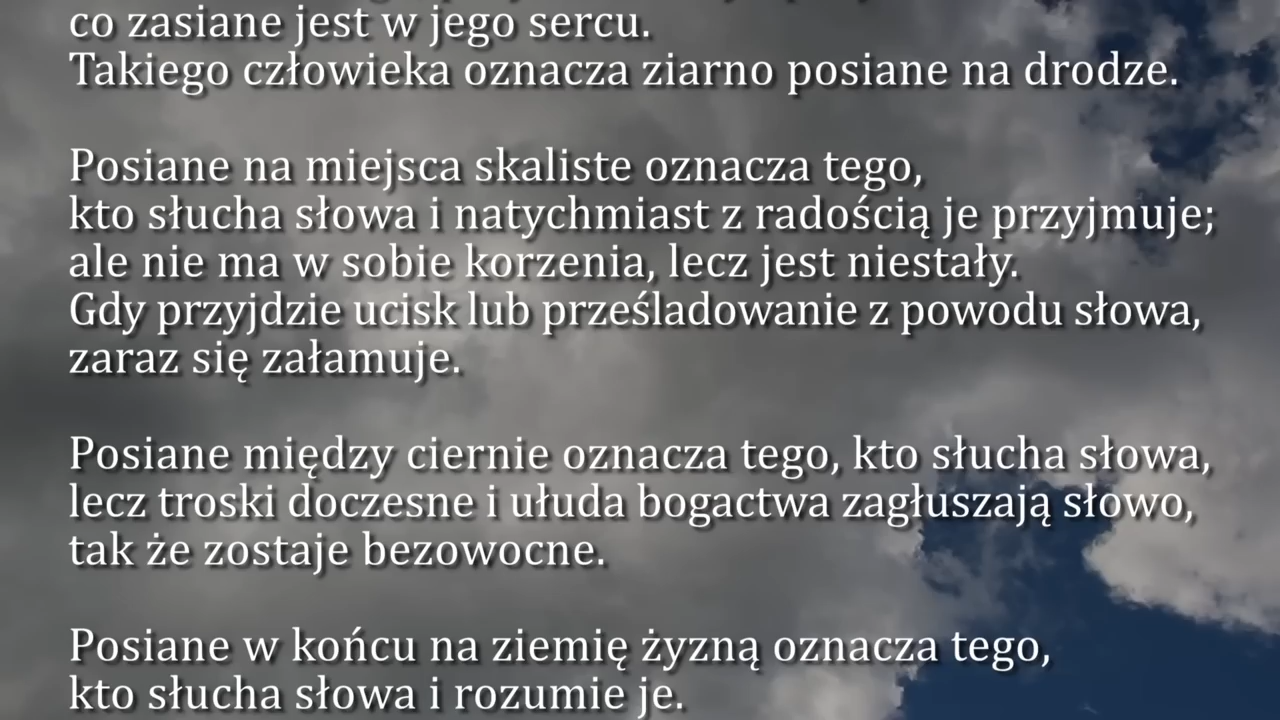 co zasiane jest w jego sercu.
Takiego człowieka oznacza ziarno posiane na drodze.
Posiane na miejsca skaliste oznacza tego,
kto słucha słowa i natychmiast z radością je przyjmuje;
ale nie ma w sobie korzenia, lecz jest niestały.
Gdy przyjdzie ucisk lub prześladowanie z powodu słowa,
zaraz się załamuje.
Posiane między ciernie oznacza tego, kto słucha słowa,
lecz troski doczesne i ułuda bogactwa zagłuszają słowo,
tak że zostaje bezowocne.
Posiane w końcu na ziemię żyzną oznacza tego,
kto słucha słowa i rozumie je.